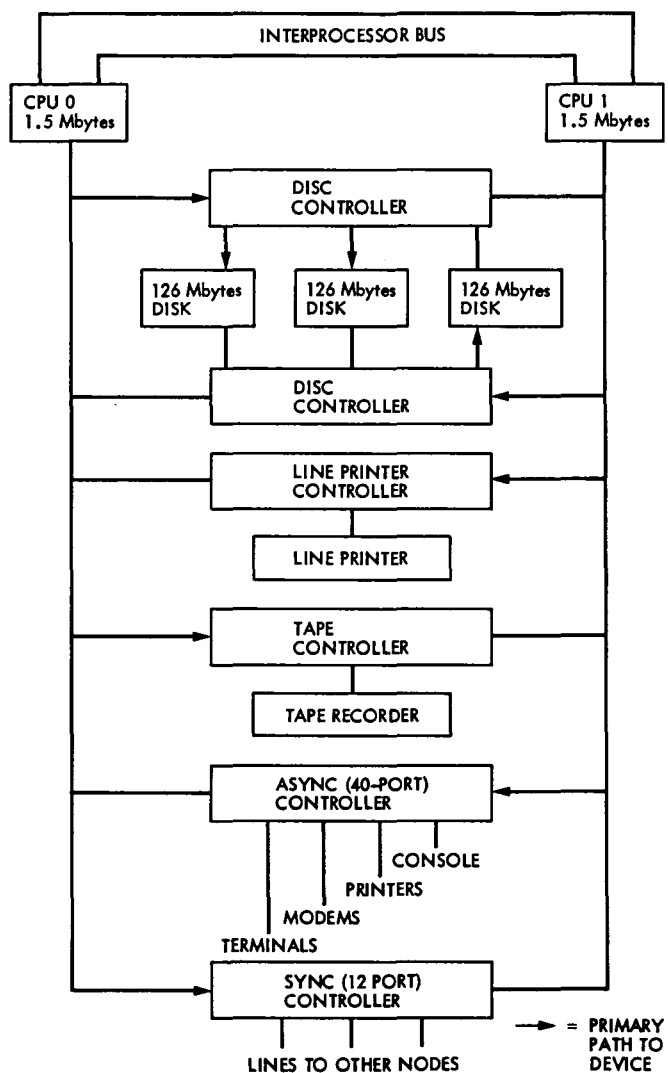 INTERPROCESSOR BUS
CPU 0
1.5 Mbytes
CPU 1
1.5 Mbytes
DISC
CONTROLLER
126 Mbytes
DISK
126 Mbytes
DISK
126 Mbytes
DISK
DISC
CONTROLLER
LINE PRINTER
CONTROLLER
LINE PRINTER
TAPE
CONTROLLER
TAPE RECORDER
ASYNC (40-PORT)
CONTROLLER
CONSOLE
PRINTERS
MODEMS
TERMINALS
SYNC (12 PORT)
CONTROLLER
LINES TO OTHER NODES
= PRIMARY
PATH TO
DEVICE